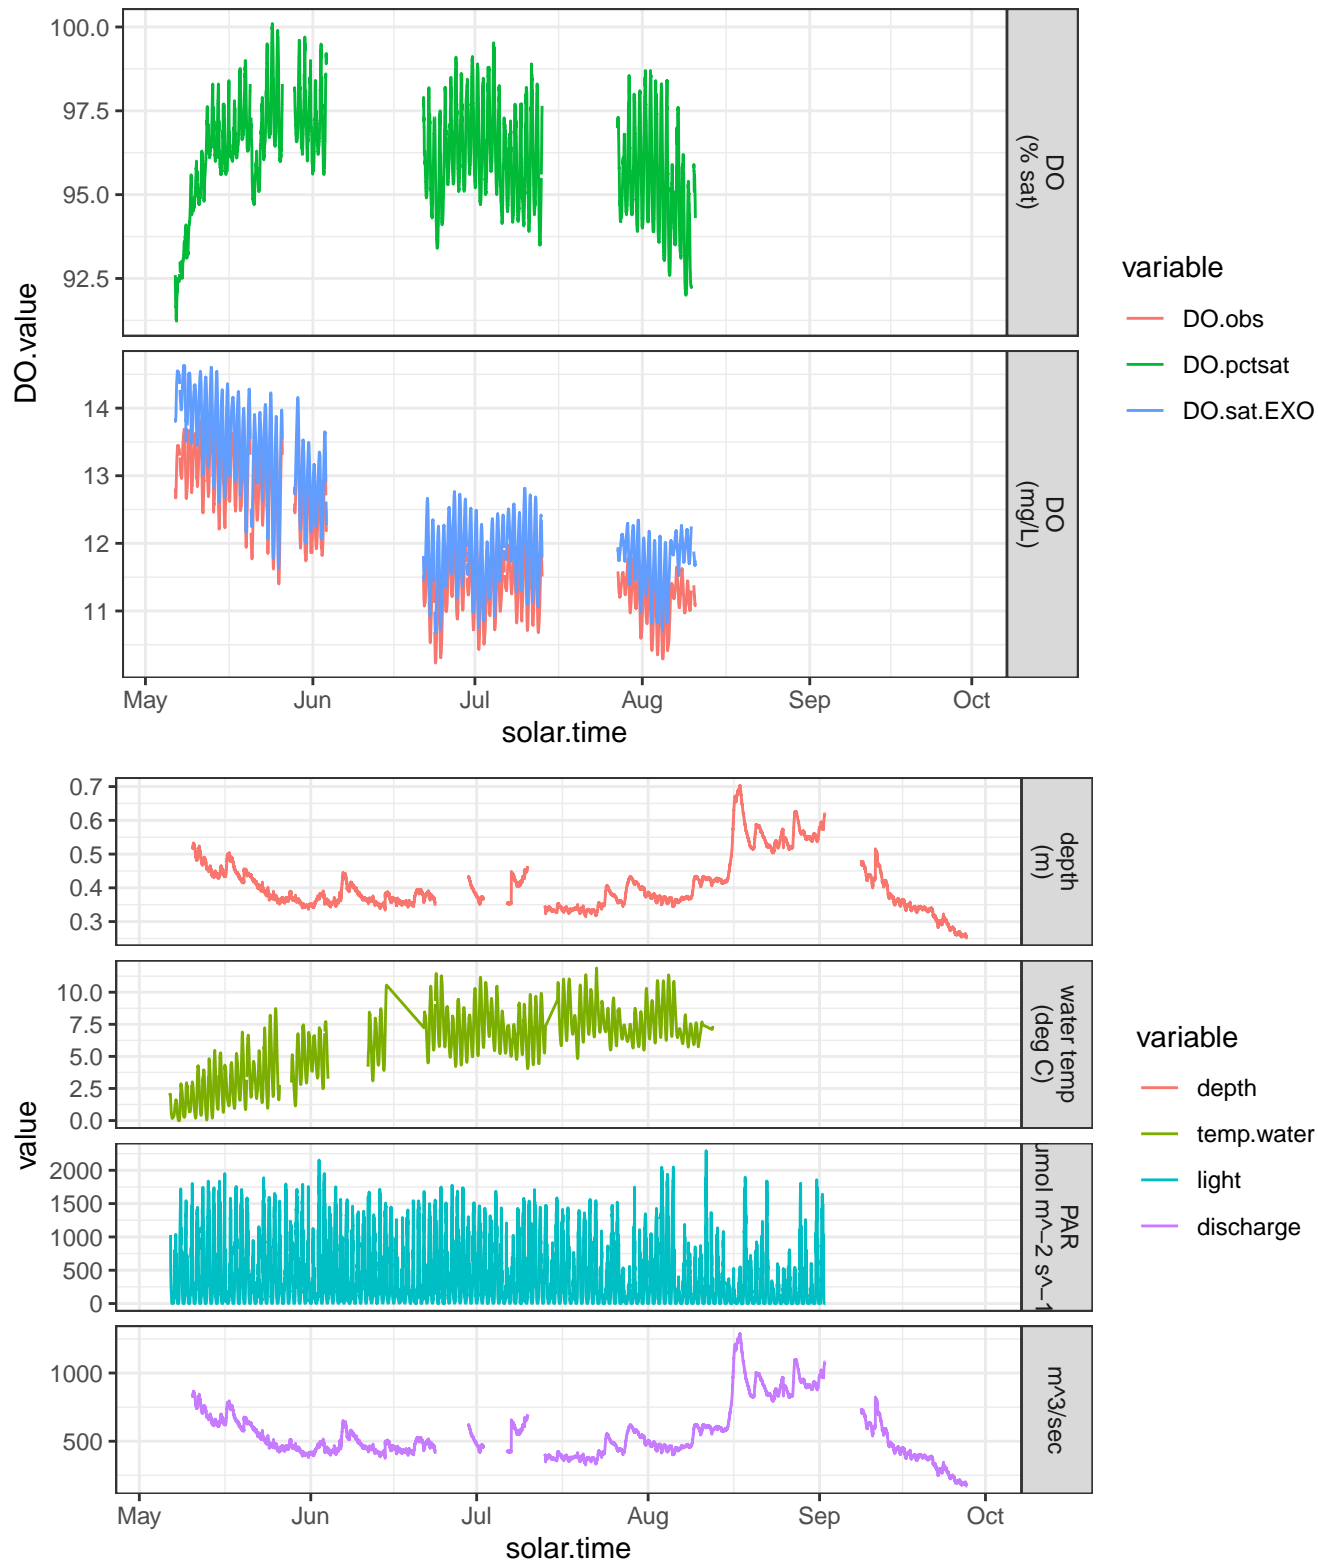 100.0
97.5
95.0
92.5
DO
(% sat)
DO.value
14
13
12
11
DO
(mg/L)
May Jun Jul Aug Sep Oct
solar.time
variable
DO.obs
DO.pctsat
DO.sat.EXO
0.7
0.6
0.5
0.4
0.3
depth
(m)
10.0
7.5
5.0
2.5
0.0
water temp
(deg C)
value
2000
1500
1000
500
0
PAR
umol m^−2 s^−1
1000
500
m^3/sec
May Jun Jul Aug Sep Oct
solar.time
variable
depth
temp.water
light
discharge